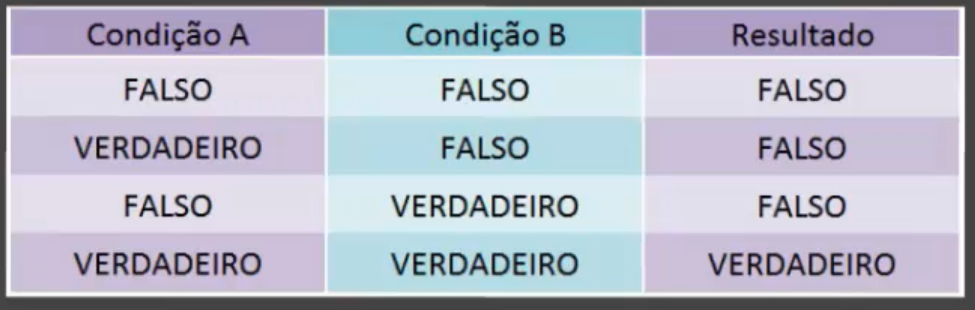 Condição A Condição B Resultado
FALSO FALSO FALSO
VERDADEIRO FALSO FALSO
FALSO VERDADEIRO FALSO
VERDADEIRO VERDADEIRO VERDADEIRO